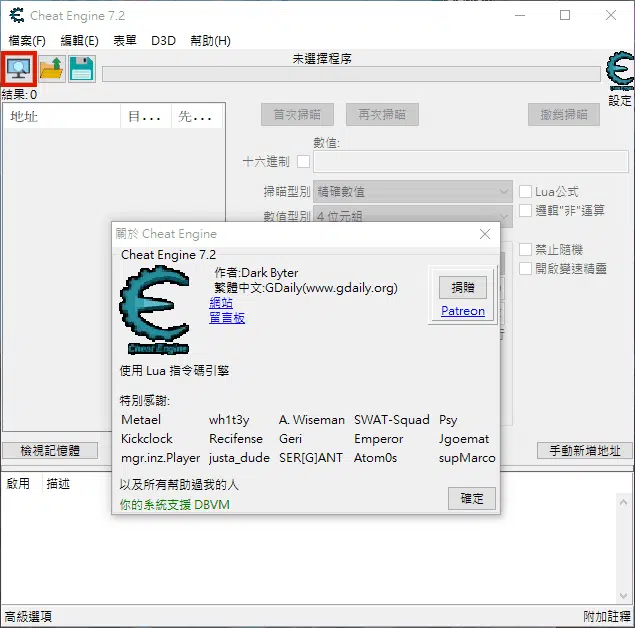 Cheat Engine 7.2
檔案(F) 編輯(E) 表單 D3D 幫助(H)
未選擇程序
結果: 0
設定
地址 目... 先...
首次掃瞄 再次掃瞄 撤銷掃瞄
數值:
十六進制
掃瞄型別 精確數值 Lua公式
邏輯"非"運算
數值型別 4 位元組
關於 Cheat Engine
禁止隨機
開啟變速精靈
Cheat Engine 7.2
作者:Dark Byter
繁體中文:GDaily(www.gdaily.org)
網站
留言板
捐贈
Patreon
Cheat Engine
使用 Lua 指令碼引擎
特別感謝:
Metael wh1t3y A. Wiseman SWAT-Squad Psy
Kickclock Recifense Geri Emperor Jgoemat
mgr.inz.Player justa_dude SER[G]ANT Atom0s supMarco
以及所有幫助過我的人
你的系統支援 DBVM
確定
檢視記憶體 手動新增地址
啟用 描述
高級選項 附加註釋